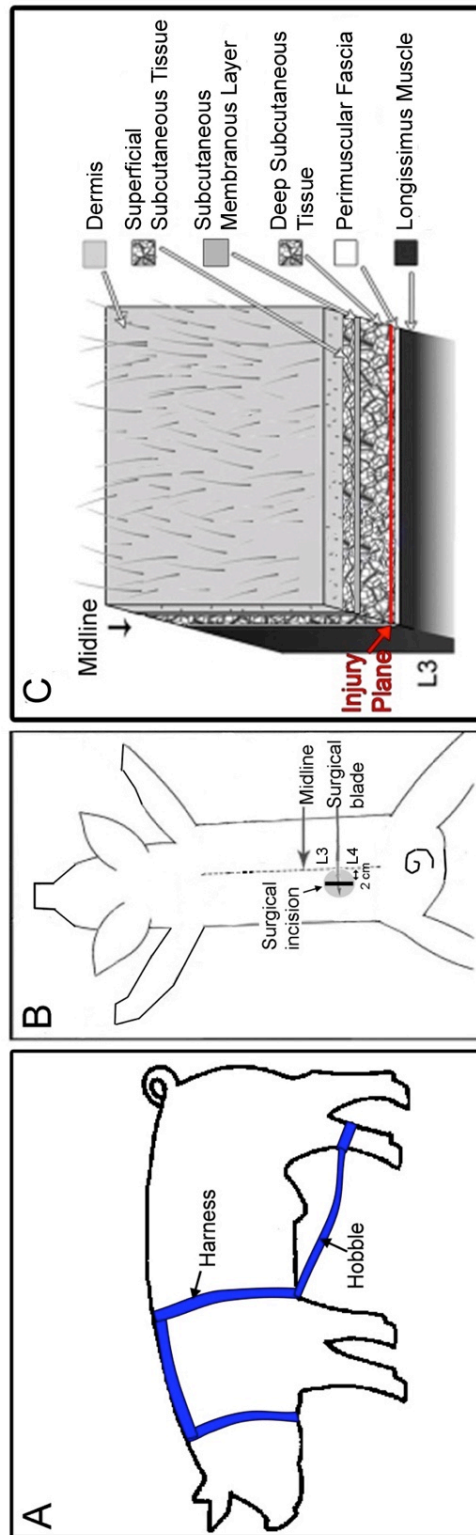 A
Harness
Hobble
B
Surgical
incision
L3
L4
2 cm
Midline
Surgical
blade
C
Midline
Injury
Plane
L3
Dermis
Superficial
Subcutaneous Tissue
Subcutaneous
Membranous Layer
Deep Subcutaneous
Tissue
Perimuscular Fascia
Longissimus Muscle